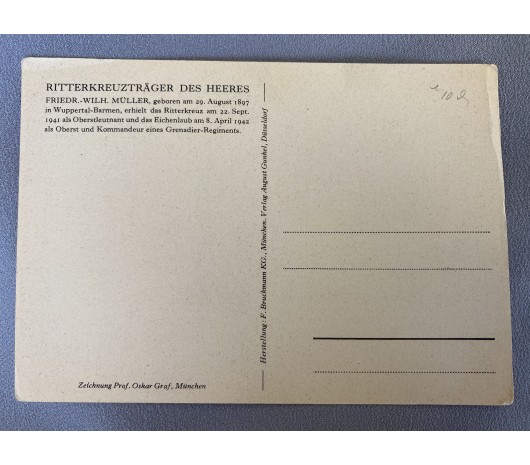 RITTERKREUZTRÄGER DES HEERES
FRIEDR.-WILH. MÜLLER, geboren am 29. August 1897
in Wuppertal-Barmen, erhielt das Ritterkreuz am 22. Sept.
1941 als Oberstleutnant und das Eichenlaub am 8. April 1942
als Oberst und Kommandeur eines Grenadier-Regiments.
Zeichnung Prof. Oskar Graf, München
Herstellung: F. Bruckmann KG., München. Verlag August Gunkel, Düsseldorf
10